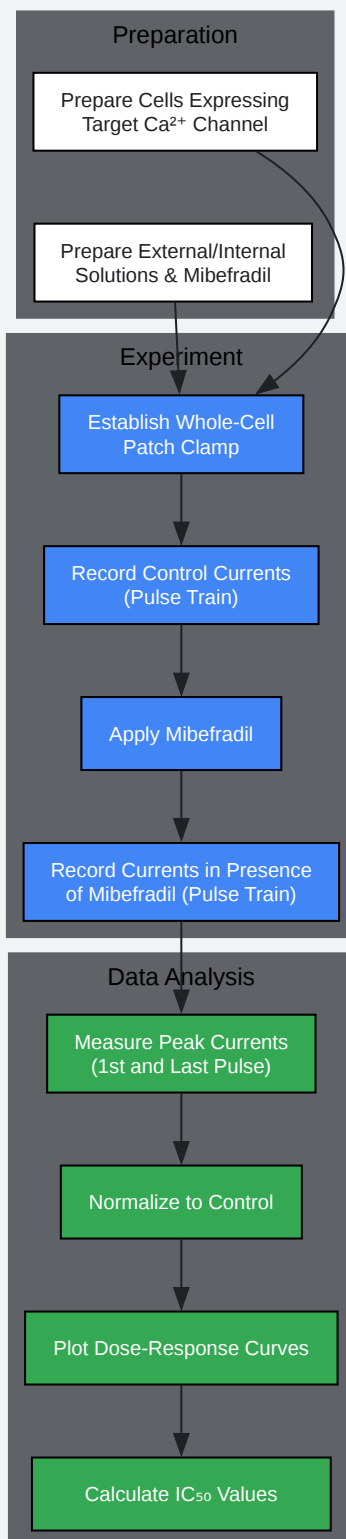 Preparation
Prepare Cells Expressing
Target Ca²⁺ Channel
Prepare External/Internal
Solutions & Mibefradil
Experiment
Establish Whole-Cell
Patch Clamp
Record Control Currents
(Pulse Train)
Apply Mibefradil
Record Currents in Presence
of Mibefradil (Pulse Train)
Data Analysis
Measure Peak Currents
(1st and Last Pulse)
Normalize to Control
Plot Dose-Response Curves
Calculate IC₅₀ Values